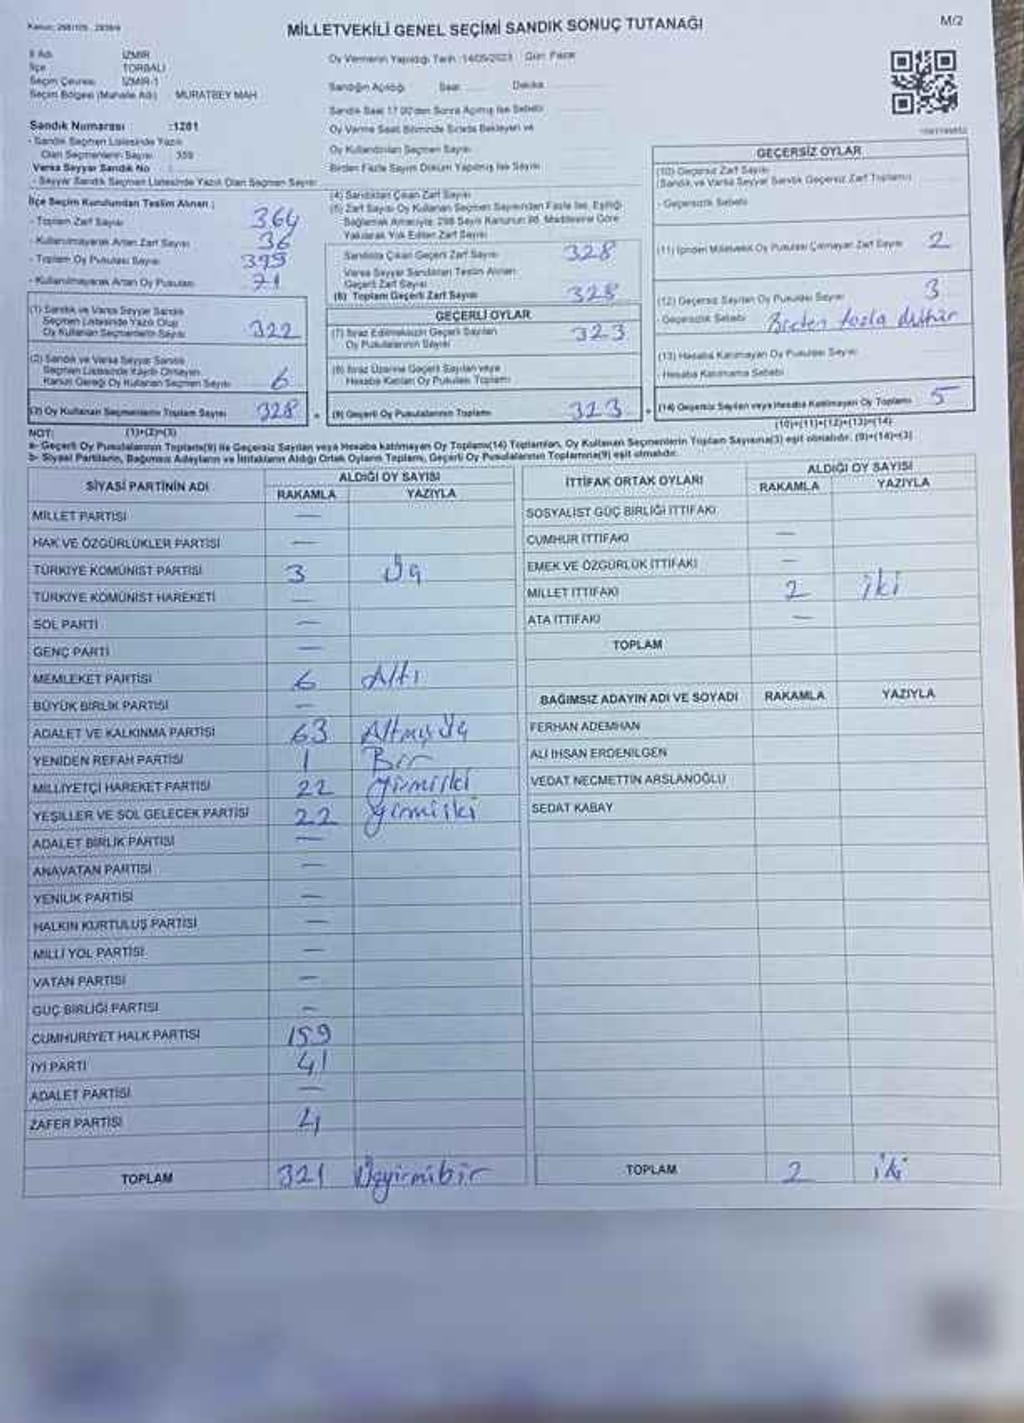 MİLLETVEKİLİ GENEL SEÇİMİ SANDIK SONUÇ TUTANAĞI
M/2
İl Adı İZMİR
İlçe TORBALI
Seçim Çevresi İZMİR-1
Seçim Bölgesi (Mahalle Adı) MURATBEY MAH
Oy Vermenin Yapıldığı Tarih :14/05/2023 Gün: Pazar
Sandığın Açılığı Saat Dakika
Sandık Saat 17.00'den Sonra Açılmış İse Sebebi
Oy Verme Saati Bitiminde Sırada Bekleyen ve
Oy Kullandırılan Seçmen Sayısı
Birden Fazla Sayım Döküm Yapılmış İse Sayısı
Sandık Numarası :1201
- Sandık Seçmen Listesinde Yazılı
Olan Seçmenlerin Sayısı 359
Varsa Seyyar Sandık No
- Seyyar Sandık Seçmen Listesinde Yazılı Olan Seçmen Sayısı
İlçe Seçim Kurulundan Teslim Alınan :
- Toplam Zarf Sayısı 364
- Kullanılmayarak Artan Zarf Sayısı 36
- Toplam Oy Pusulası Sayısı 399
- Kullanılmayarak Artan Oy Pusulası 71
(1) Sandık ve Varsa Seyyar Sandık
Seçmen Listesinde Yazılı Olup
Oy Kullanan Seçmenlerin Sayısı 322
(2) Sandık ve Varsa Seyyar Sandık
Seçmen Listesinde Kayıtlı Olmayan
Kanun Gereği Oy Kullanan Seçmen Sayısı 6
(3) Oy Kullanan Seçmenlerin Toplam Sayısı 328
(4) Sandıktan Çıkan Zarf Sayısı
(5) Zarf Sayısı Oy Kullanan Seçmen Sayısından Fazla İse, Eşitliği
Sağlamak Amacıyla, 298 Sayılı Kanunun 98. Maddesine Göre
Yakılarak Yok Edilen Zarf Sayısı
Sandıkta Çıkan Geçerli Zarf Sayısı 328
Varsa Seyyar Sandıktan Teslim Alınan
Geçerli Zarf Sayısı
(6) Toplam Geçerli Zarf Sayısı 328
GEÇERLİ OYLAR
(7) İtiraz Edilmeksizin Geçerli Sayılan
Oy Pusulalarının Sayısı 323
(8) İtiraz Üzerine Geçerli Sayılan veya
Hesaba Katılan Oy Pusulası Toplamı
(9) Geçerli Oy Pusulalarının Toplamı 323
GEÇERSİZ OYLAR
(10) Geçersiz Zarf Sayısı
(Sandık ve Varsa Seyyar Sandık Geçersiz Zarf Toplamı)
- Geçersizlik Sebebi
(11) İçinden Milletvekili Oy Pusulası Çıkmayan Zarf Sayısı 2
(12) Geçersiz Sayılan Oy Pusulası Sayısı 3
- Geçersizlik Sebebi Birden fazla
(13) Hesaba Katılmayan Oy Pusulası Sayısı
- Hesaba Katılmama Sebebi
(14) Geçersiz Sayılan veya Hesaba Katılmayan Oy Toplamı 5
NOT: (1)+(2)=(3) (10)+(11)+(12)+(13)=(14)
a- Geçerli Oy Pusulalarının Toplamı(9) ile Geçersiz Sayılan veya Hesaba katılmayan Oy Toplamı(14) Toplamları, Oy Kullanan Seçmenlerin Toplam Sayısına(3) eşit olmalıdır. (9)+(14)=(3)
b- Siyasi Partilerin, Bağımsız Adayların ve İttifakların Aldığı Ortak Oyların Toplamı, Geçerli Oy Pusulalarının Toplamına(9) eşit olmalıdır.
SİYASİ PARTİNİN ADI ALDIĞI OY SAYISI
RAKAMLA YAZIYLA
MİLLET PARTİSİ —
HAK VE ÖZGÜRLÜKLER PARTİSİ —
TÜRKİYE KOMÜNİST PARTİSİ 3 Üç
TÜRKİYE KOMÜNİST HAREKETİ —
SOL PARTİ —
GENÇ PARTİ —
MEMLEKET PARTİSİ 6 Altı
BÜYÜK BİRLİK PARTİSİ —
ADALET VE KALKINMA PARTİSİ 63 Altmış üç
YENİDEN REFAH PARTİSİ 1 Bir
MİLLİYETÇİ HAREKET PARTİSİ 22 yirmi iki
YEŞİLLER VE SOL GELECEK PARTİSİ 22 yirmi iki
ADALET BİRLİK PARTİSİ —
ANAVATAN PARTİSİ —
YENİLİK PARTİSİ —
HALKIN KURTULUŞ PARTİSİ —
MİLLİ YOL PARTİSİ —
VATAN PARTİSİ —
GÜÇ BİRLİĞİ PARTİSİ —
CUMHURİYET HALK PARTİSİ 159
İYİ PARTİ 41
ADALET PARTİSİ —
ZAFER PARTİSİ 4
TOPLAM 321 Üçyirmibir
İTTİFAK ORTAK OYLARI ALDIĞI OY SAYISI
RAKAMLA YAZIYLA
SOSYALİST GÜÇ BİRLİĞİ İTTİFAKI
CUMHUR İTTİFAKI —
EMEK VE ÖZGÜRLÜK İTTİFAKI —
MİLLET İTTİFAKI 2 iki
ATA İTTİFAKI —
TOPLAM
BAĞIMSIZ ADAYIN ADI VE SOYADI RAKAMLA YAZIYLA
FERHAN ADEMHAN
ALİ İHSAN ERDENİLGEN
VEDAT NECMETTİN ARSLANOĞLU
SEDAT KABAY
TOPLAM 2 iki